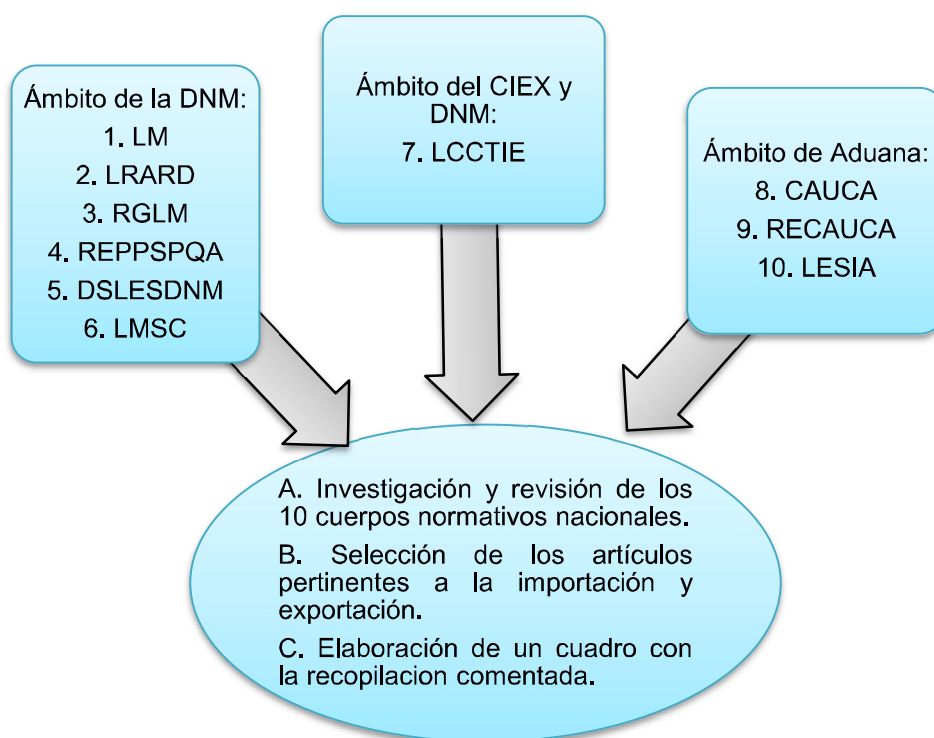 Ámbito de la DNM:
1. LM
2. LRARD
3. RGLM
4. REPPSPQA
5. DSLESDNM
6. LMSC
Ámbito del CIEX y
DNM:
7. LCCTIE
Ámbito de Aduana:
8. CAUCA
9. RECAUCA
10. LESIA
A. Investigación y revisión de los
10 cuerpos normativos nacionales.
B. Selección de los artículos
pertinentes a la importación y
exportación.
C. Elaboración de un cuadro con
la recopilacion comentada.